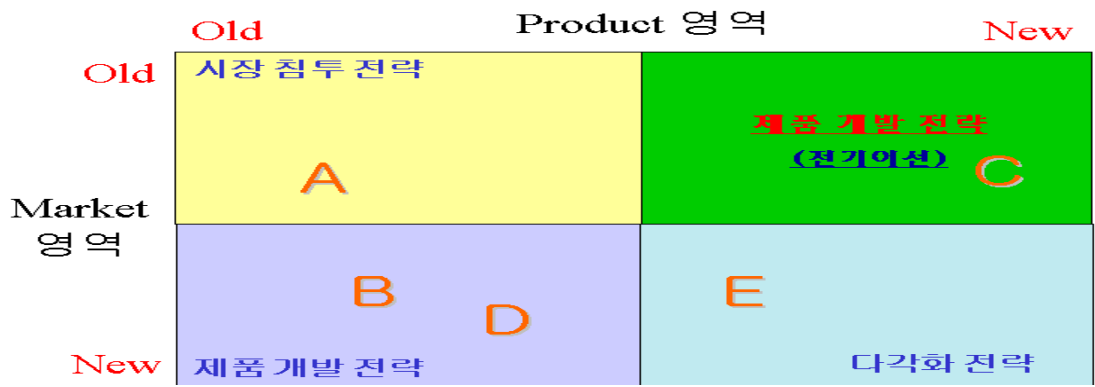 Product 영역
Old New
Old 시장 침투 전략
제품 개발 전략
(전기이선)
A C
Market
영역
B E
D
New 제품 개발 전략 다각화 전략